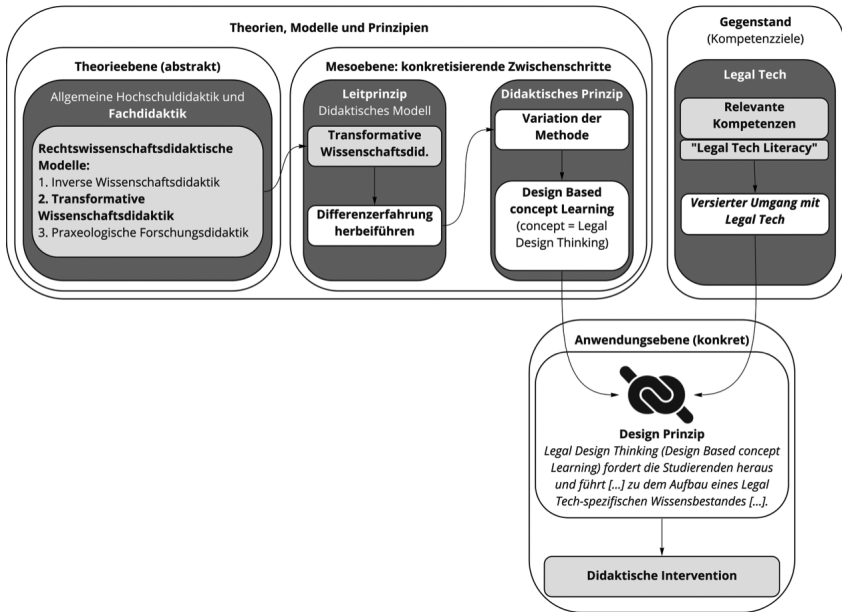 Theorien, Modelle und Prinzipien
Theorieebene (abstrakt)
Allgemeine Hochschuldidaktik und
Fachdidaktik
Rechtswissenschaftsdidaktische
Modelle:
1. Inverse Wissenschaftsdidaktik
2. Transformative
Wissenschaftsdidaktik
3. Praxeologische Forschungsdidaktik
Mesoebene: konkretisierende Zwischenschritte
Leitprinzip
Didaktisches Modell
Transformative
Wissenschaftsdid.
Differenzerfahrung
herbeiführen
Didaktisches Prinzip
Variation der
Methode
Design Based
concept Learning
(concept = Legal
Design Thinking)
Gegenstand
(Kompetenzziele)
Legal Tech
Relevante
Kompetenzen
"Legal Tech Literacy"
Versierter Umgang mit
Legal Tech
Anwendungsebene (konkret)
Design Prinzip
Legal Design Thinking (Design Based concept
Learning) fordert die Studierenden heraus
und führt [...] zu dem Aufbau eines Legal
Tech-spezifischen Wissensbestandes [...].
Didaktische Intervention